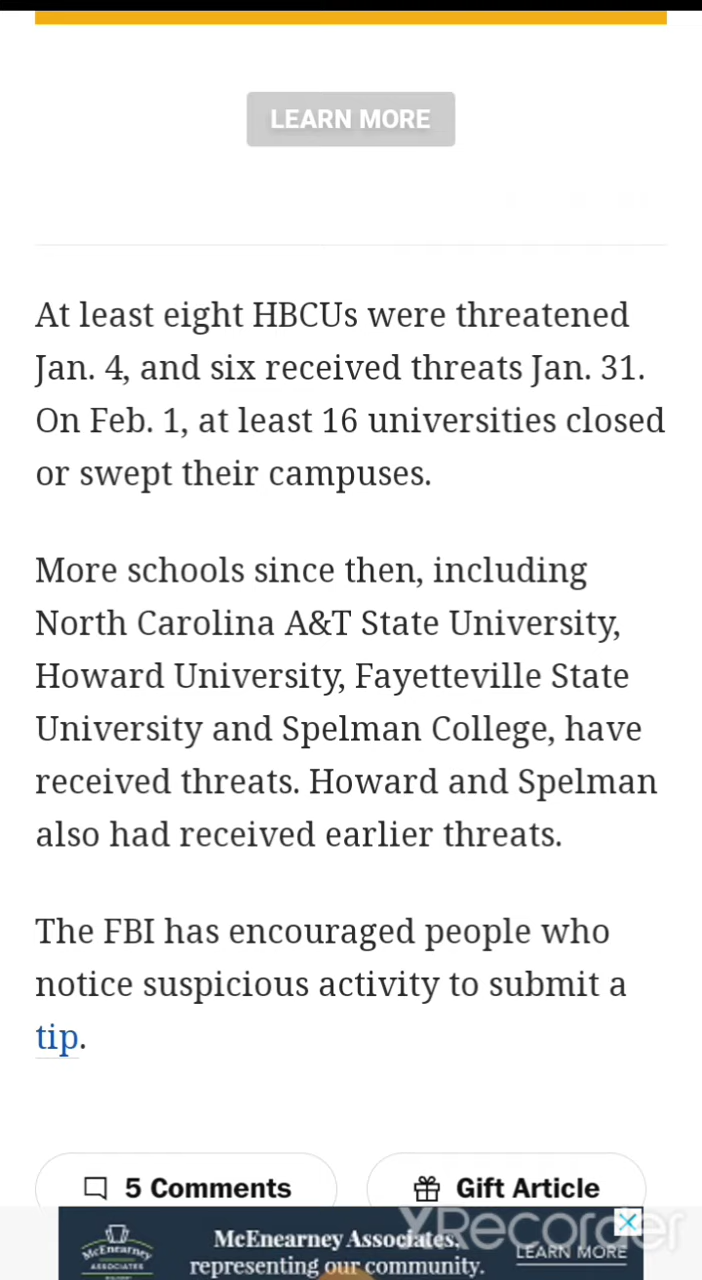 LEARN MORE
At least eight HBCUs were threatened
Jan. 4, and six received threats Jan. 31.
On Feb. 1, at least 16 universities closed
or swept their campuses.
More schools since then, including
North Carolina A&T State University,
Howard University, Fayetteville State
University and Spelman College, have
received threats. Howard and Spelman
also had received earlier threats.
The FBI has encouraged people who
notice suspicious activity to submit a
tip.
5 Comments
Gift Article
XRecorder
McEnearney
ASSOCIATES
McEnearney Associates,
representing our community.
LEARN MORE